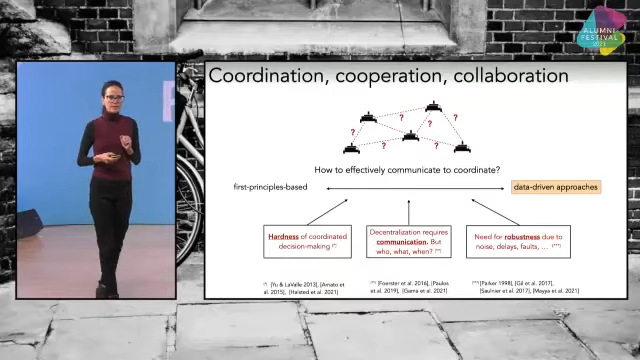 ALUMNI
FESTIVAL
2021
Coordination, cooperation, collaboration
?
?
?
?
?
?
How to effectively communicate to coordinate?
first-principles-based
data-driven approaches
Hardness of coordinated
decision-making (*)
Decentralization requires
communication. But
who, what, when? (**)
Need for robustness due to
noise, delays, faults, ... (***)
(*) [Yu & LaValle 2013], [Amato
et al. 2015], [Halsted et al. 2021]
(**) [Foerster et al. 2016], [Paulos
et al. 2019], [Gama et al. 2021]
(***) [Parker 1998], [Gil et al. 2017],
[Saulnier et al. 2017], [Mayya et al. 2021]